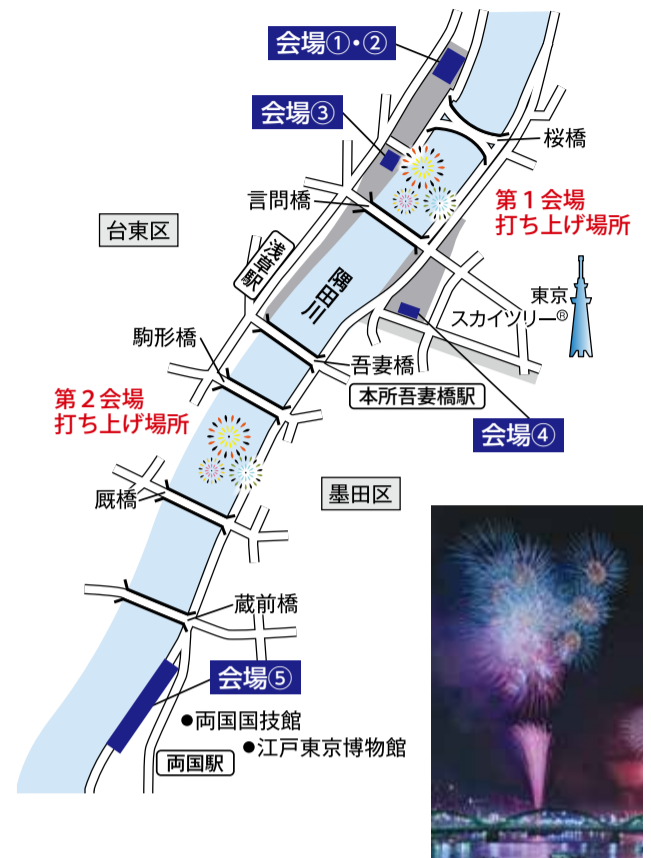 会場①・②
会場③
桜橋
言問橋
第1会場
打ち上げ場所
台東区
浅草駅
隅田川
東京
スカイツリー®
駒形橋
吾妻橋
本所吾妻橋駅
第2会場
打ち上げ場所
会場④
厩橋
墨田区
蔵前橋
会場⑤
●両国国技館
●江戸東京博物館
両国駅